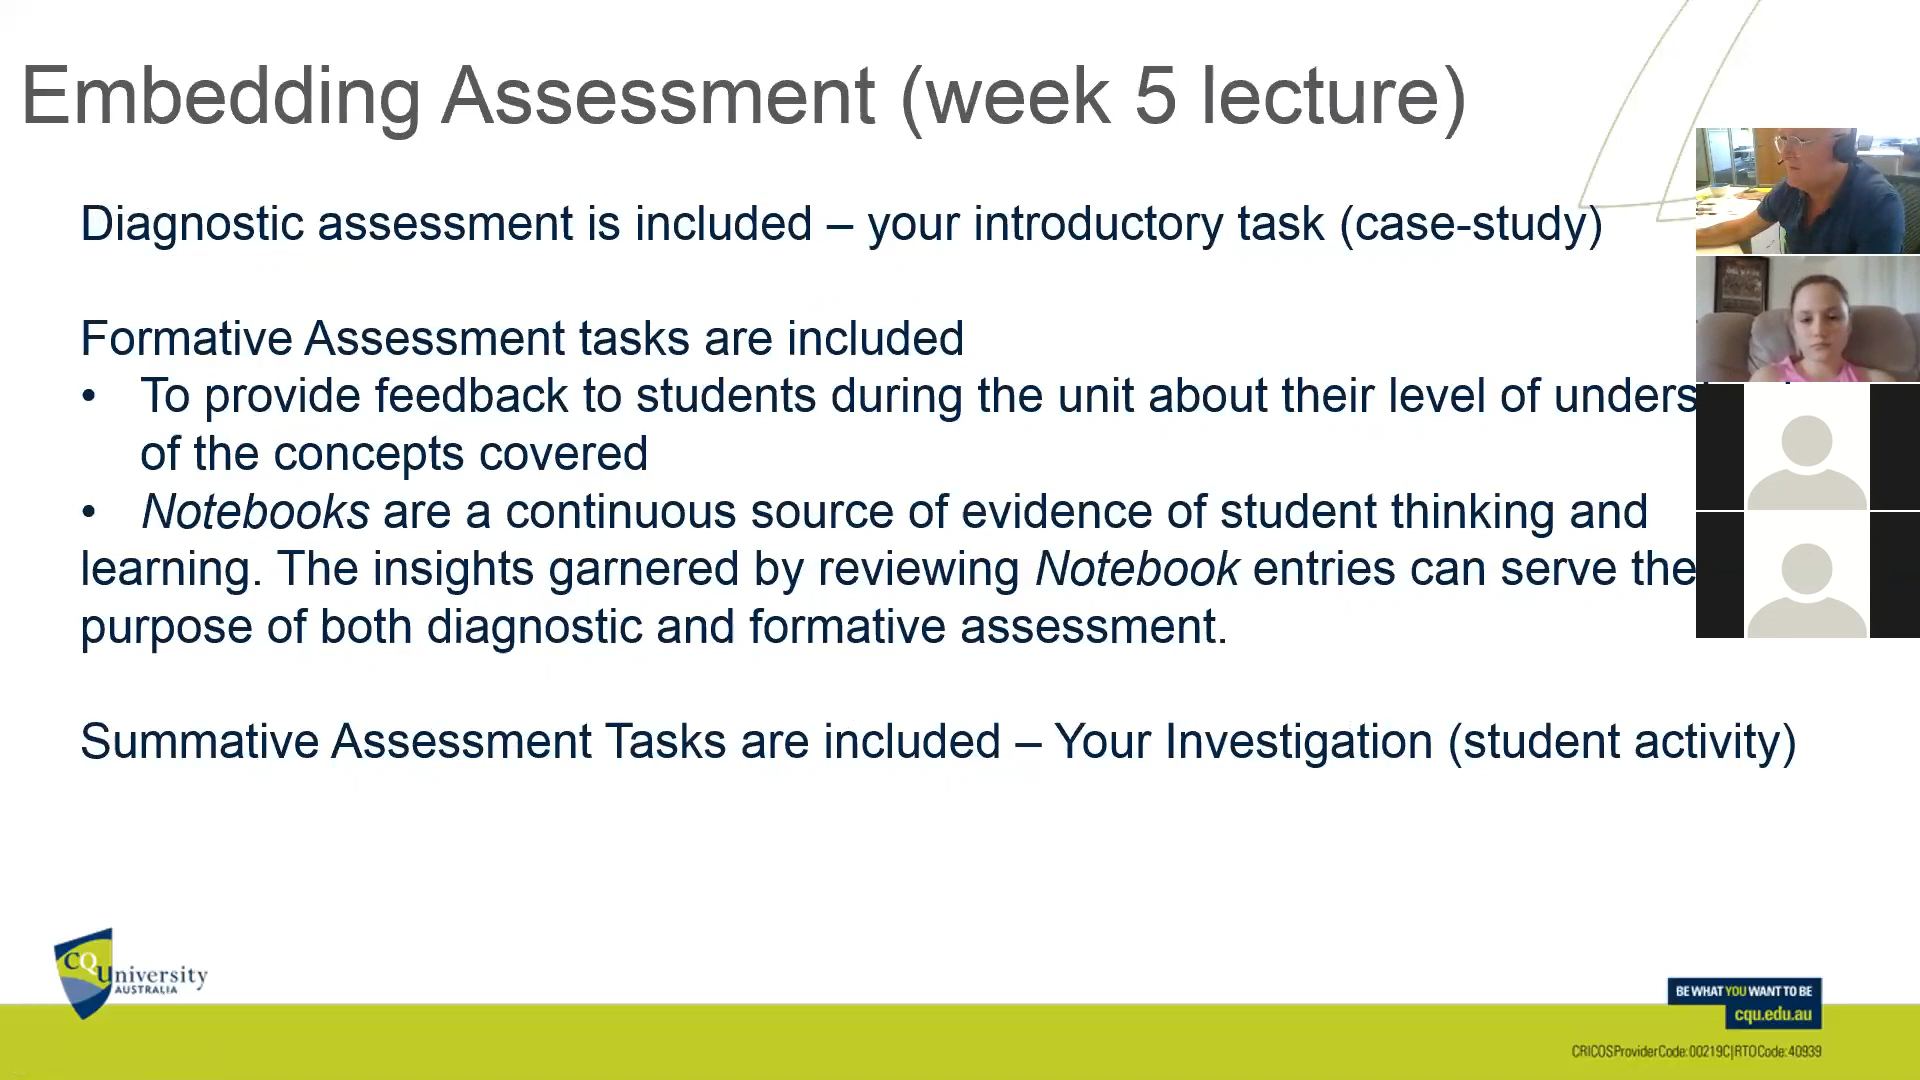 Embedding Assessment (week 5 lecture)
Diagnostic assessment is included – your introductory task (case-study)
Formative Assessment tasks are included
• To provide feedback to students during the unit about their level of unders
of the concepts covered
• Notebooks are a continuous source of evidence of student thinking and
learning. The insights garnered by reviewing Notebook entries can serve the
purpose of both diagnostic and formative assessment.
Summative Assessment Tasks are included – Your Investigation (student activity)
CQUniversity
AUSTRALIA
BE WHAT YOU WANT TO BE
cqu.edu.au
CRICOS Provider Code: 00219C|RTO Code: 40939